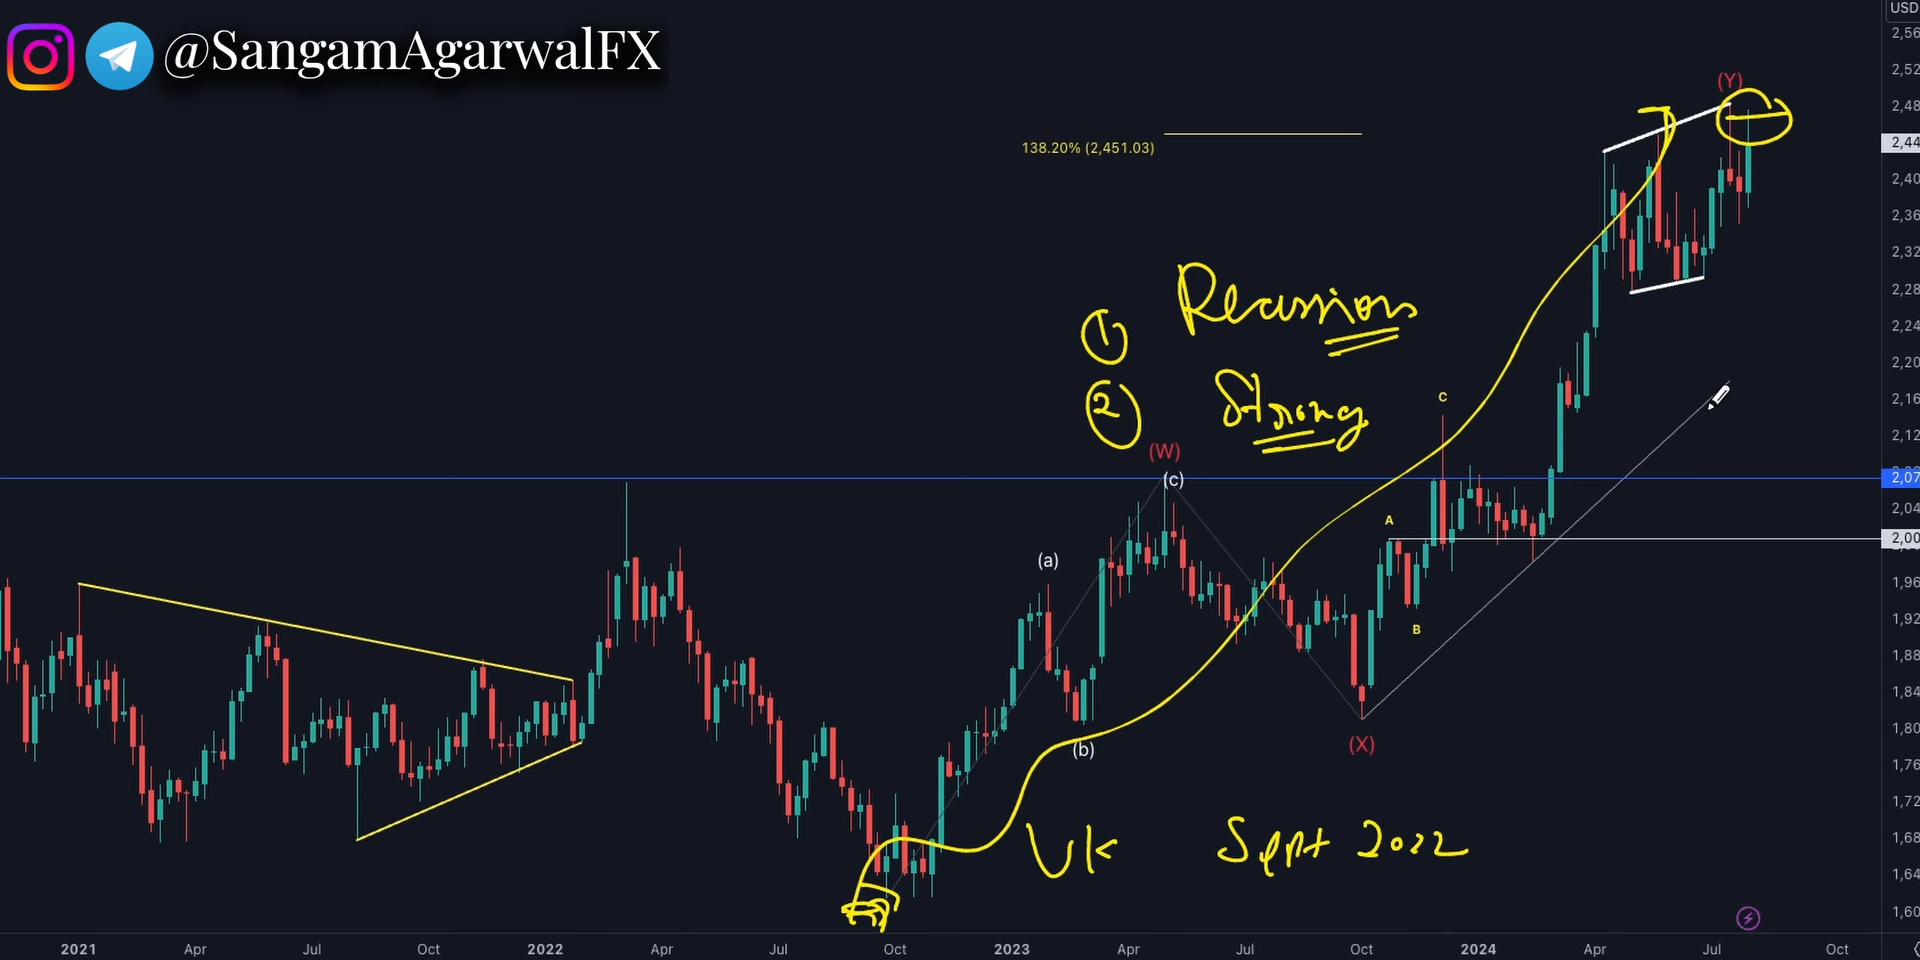 @SangamAgarwalFX
USD
2,56
2,52
(Y)
2,48
138.20% (2,451.03)
2,44
2,40
2,36
2,32
2,28
1 Recession
2,24
2,20
2 Strong
C
2,16
2,12
(W)
(c)
2,07
2,04
A
2,00
(a)
1,96
B
1,92
1,88
1,84
(b)
(X)
1,80
1,76
1,72
UK Sept 2022
1,68
1,64
1,60
2021 Apr Jul Oct 2022 Apr Jul Oct 2023 Apr Jul Oct 2024 Apr Jul Oct